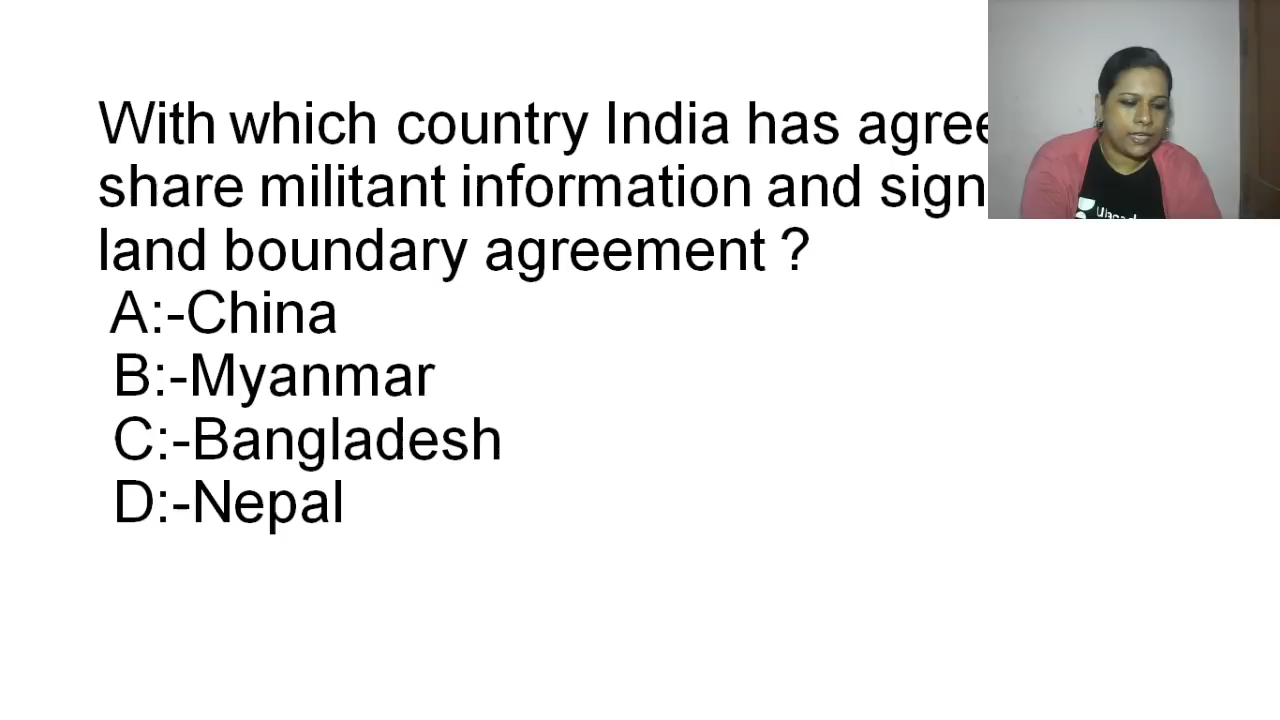 With which country India has agree
share militant information and sign
land boundary agreement ?
A:-China
B:-Myanmar
C:-Bangladesh
D:-Nepal